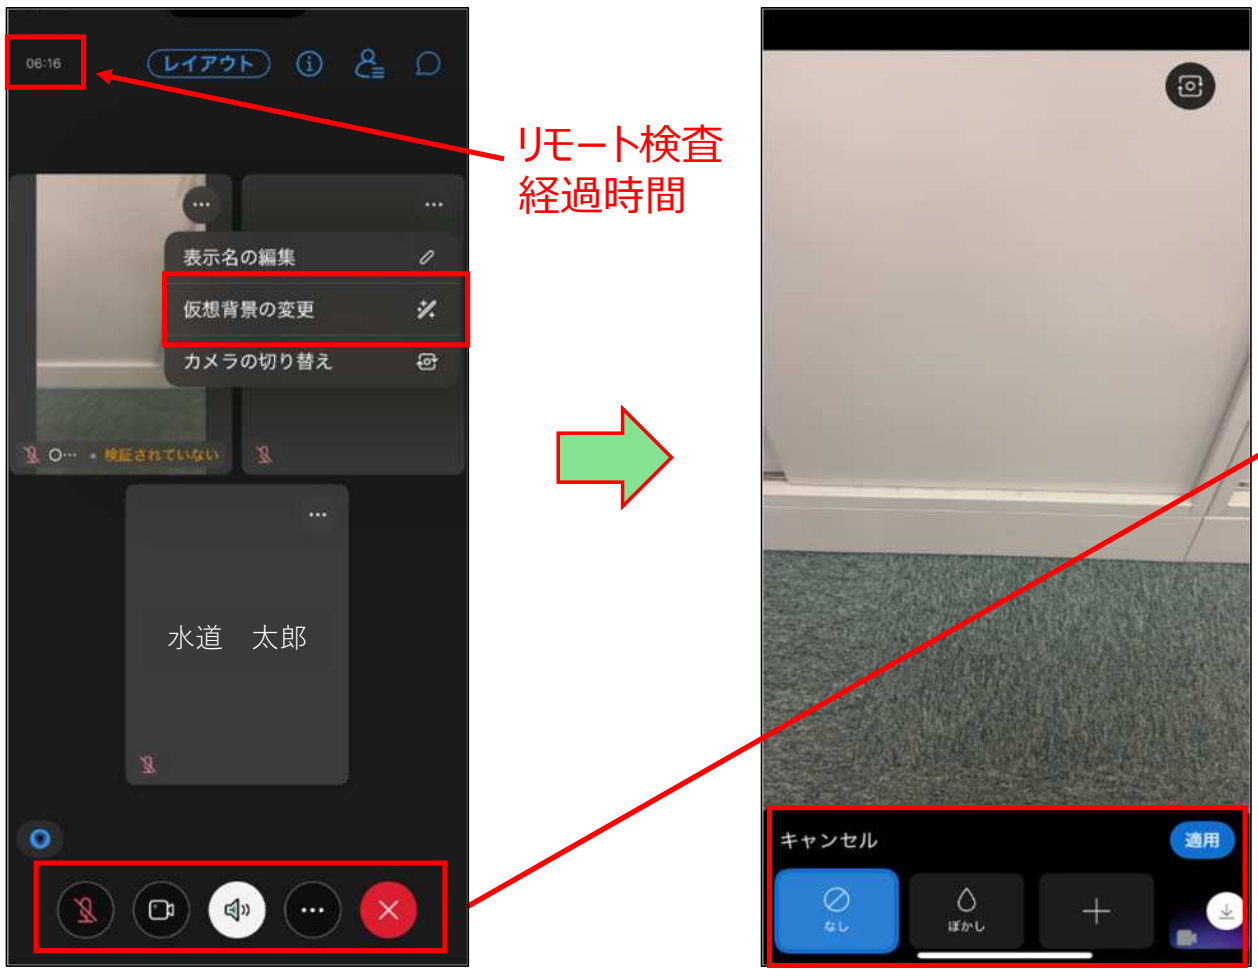 06:16
レイアウト
リモート検査
経過時間
表示名の編集
仮想背景の変更
カメラの切り替え
O… • 検証されていない
水道　太郎
キャンセル
適用
なし
ぼかし